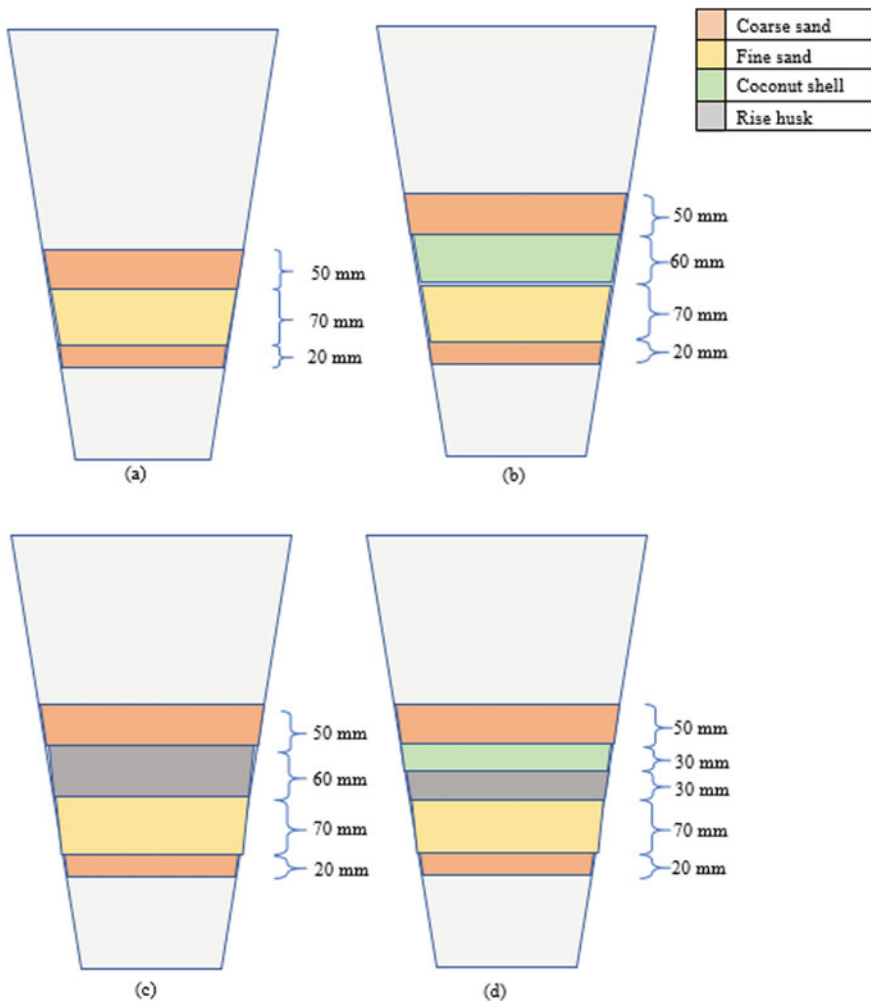 Coarse sand
Fine sand
Coconut shell
Rise husk
50 mm
70 mm
20 mm
(a)
50 mm
60 mm
70 mm
20 mm
(b)
50 mm
60 mm
70 mm
20 mm
(c)
50 mm
30 mm
30 mm
70 mm
20 mm
(d)